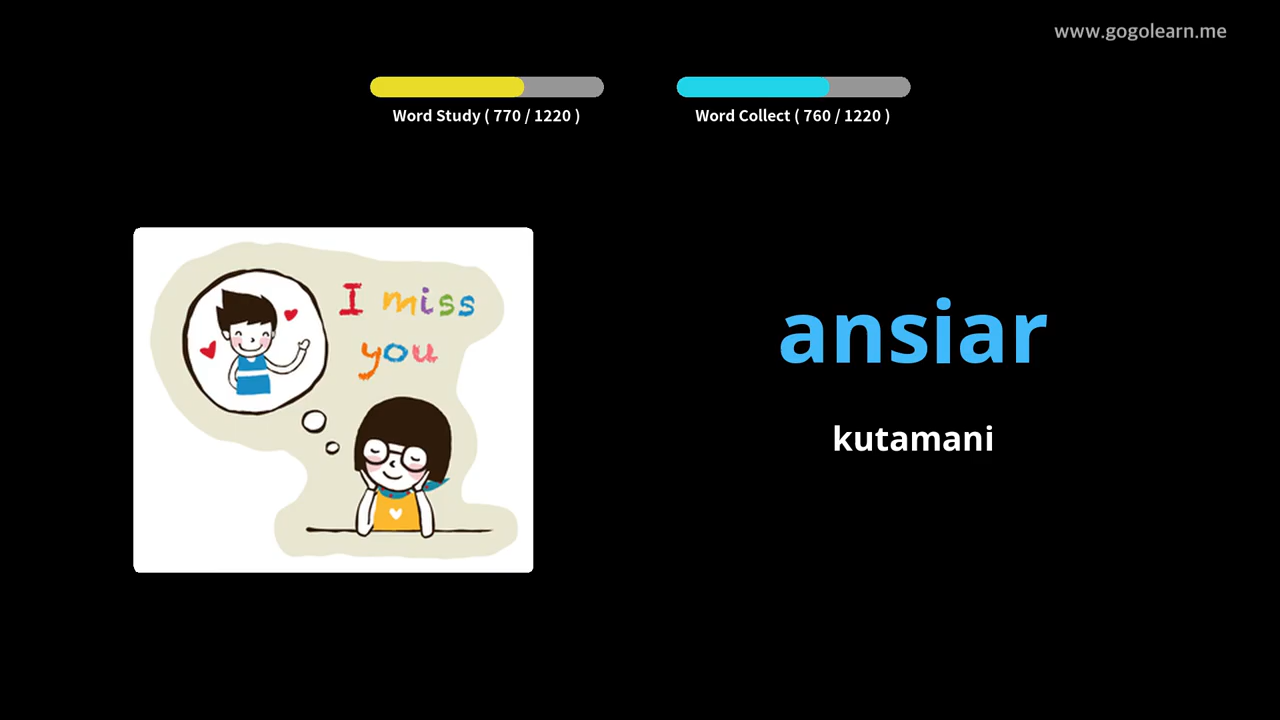 www.gogolearn.me
Word Study ( 770 / 1220 )
Word Collect ( 760 / 1220 )
I miss
you
ansiar
kutamani